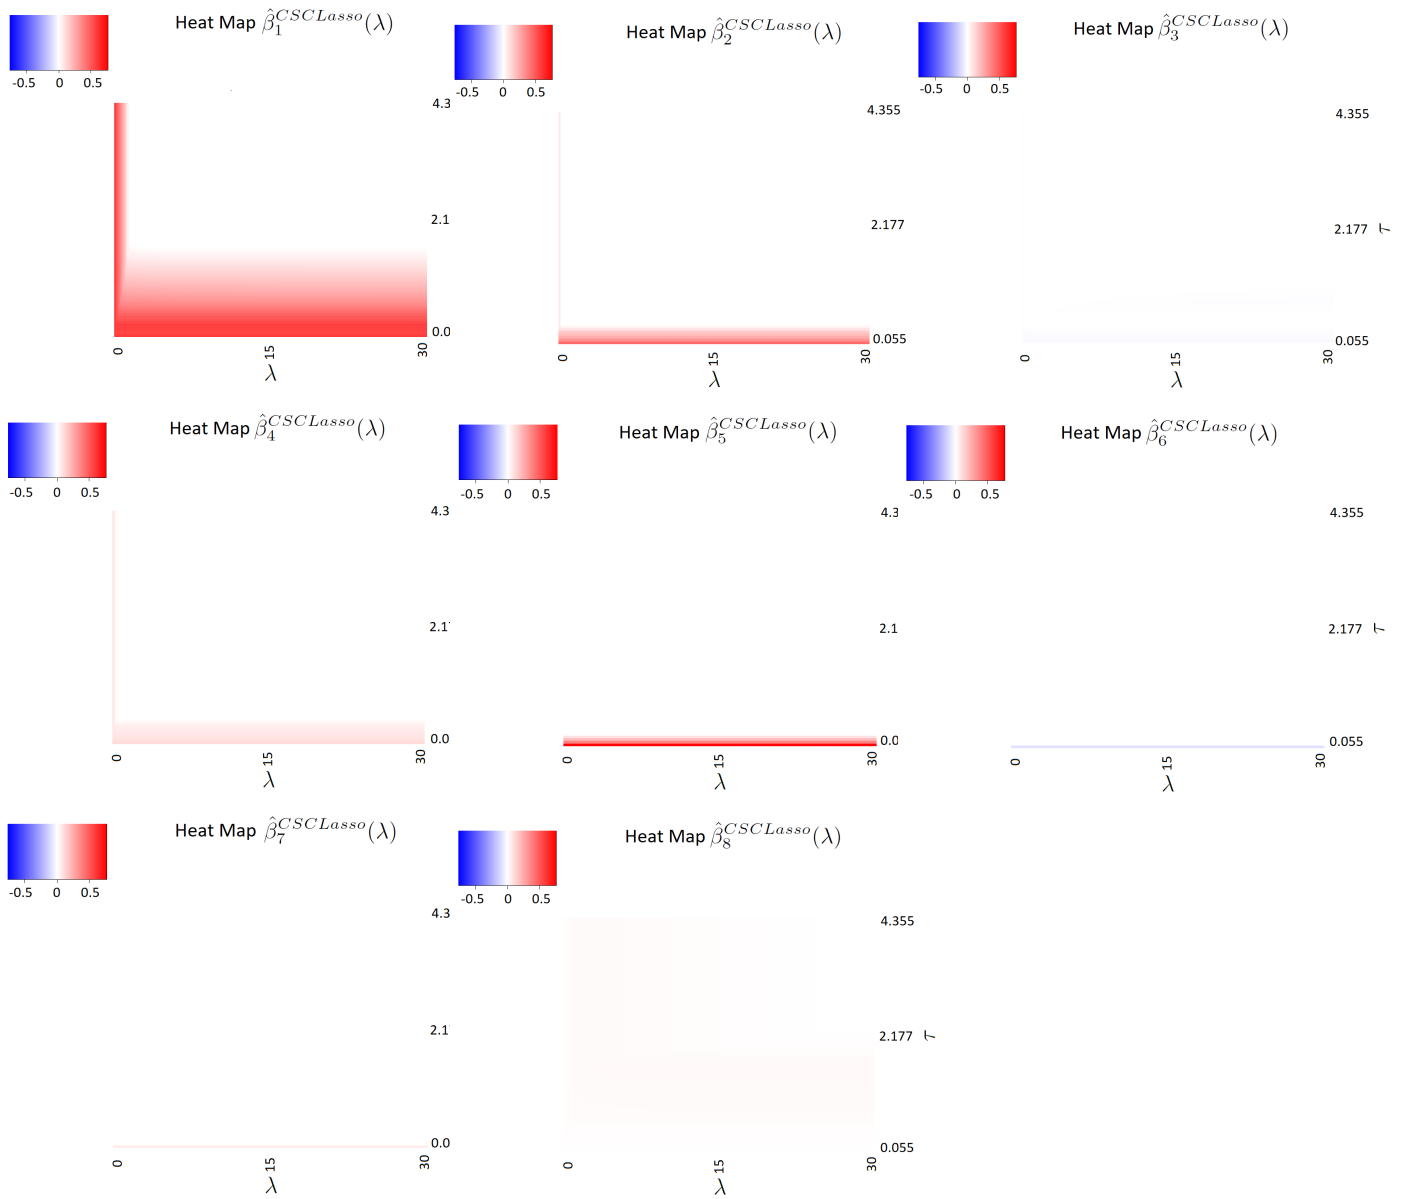 Heat Map β̂₁^{CSCLasso}(λ)
-0.5 0 0.5
4.3
2.1
0.0
0 15 30
λ
Heat Map β̂₂^{CSCLasso}(λ)
-0.5 0 0.5
4.355
2.177
0.055
0 15 30
λ
Heat Map β̂₃^{CSCLasso}(λ)
-0.5 0 0.5
4.355
2.177 τ
0.055
0 15 30
λ
Heat Map β̂₄^{CSCLasso}(λ)
-0.5 0 0.5
4.3
2.1
0.0
0 15 30
λ
Heat Map β̂₅^{CSCLasso}(λ)
-0.5 0 0.5
4.3
2.1
0.0
0 15 30
λ
Heat Map β̂₆^{CSCLasso}(λ)
-0.5 0 0.5
4.355
2.177 τ
0.055
0 15 30
λ
Heat Map β̂₇^{CSCLasso}(λ)
-0.5 0 0.5
4.3
2.1
0.0
0 15 30
λ
Heat Map β̂₈^{CSCLasso}(λ)
-0.5 0 0.5
4.355
2.177 τ
0.055
0 15 30
λ